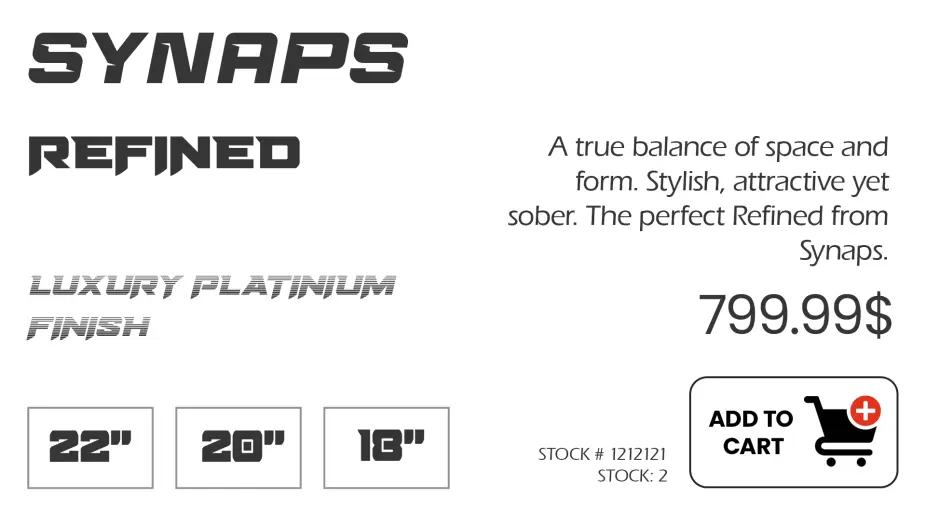 SYNAPS
REFINED
A true balance of space and
form. Stylish, attractive yet
sober. The perfect Refined from
Synaps.
LUXURY PLATINIUM
FINISH
799.99$
22" 20" 18"
ADD TO
CART
STOCK # 1212121
STOCK: 2